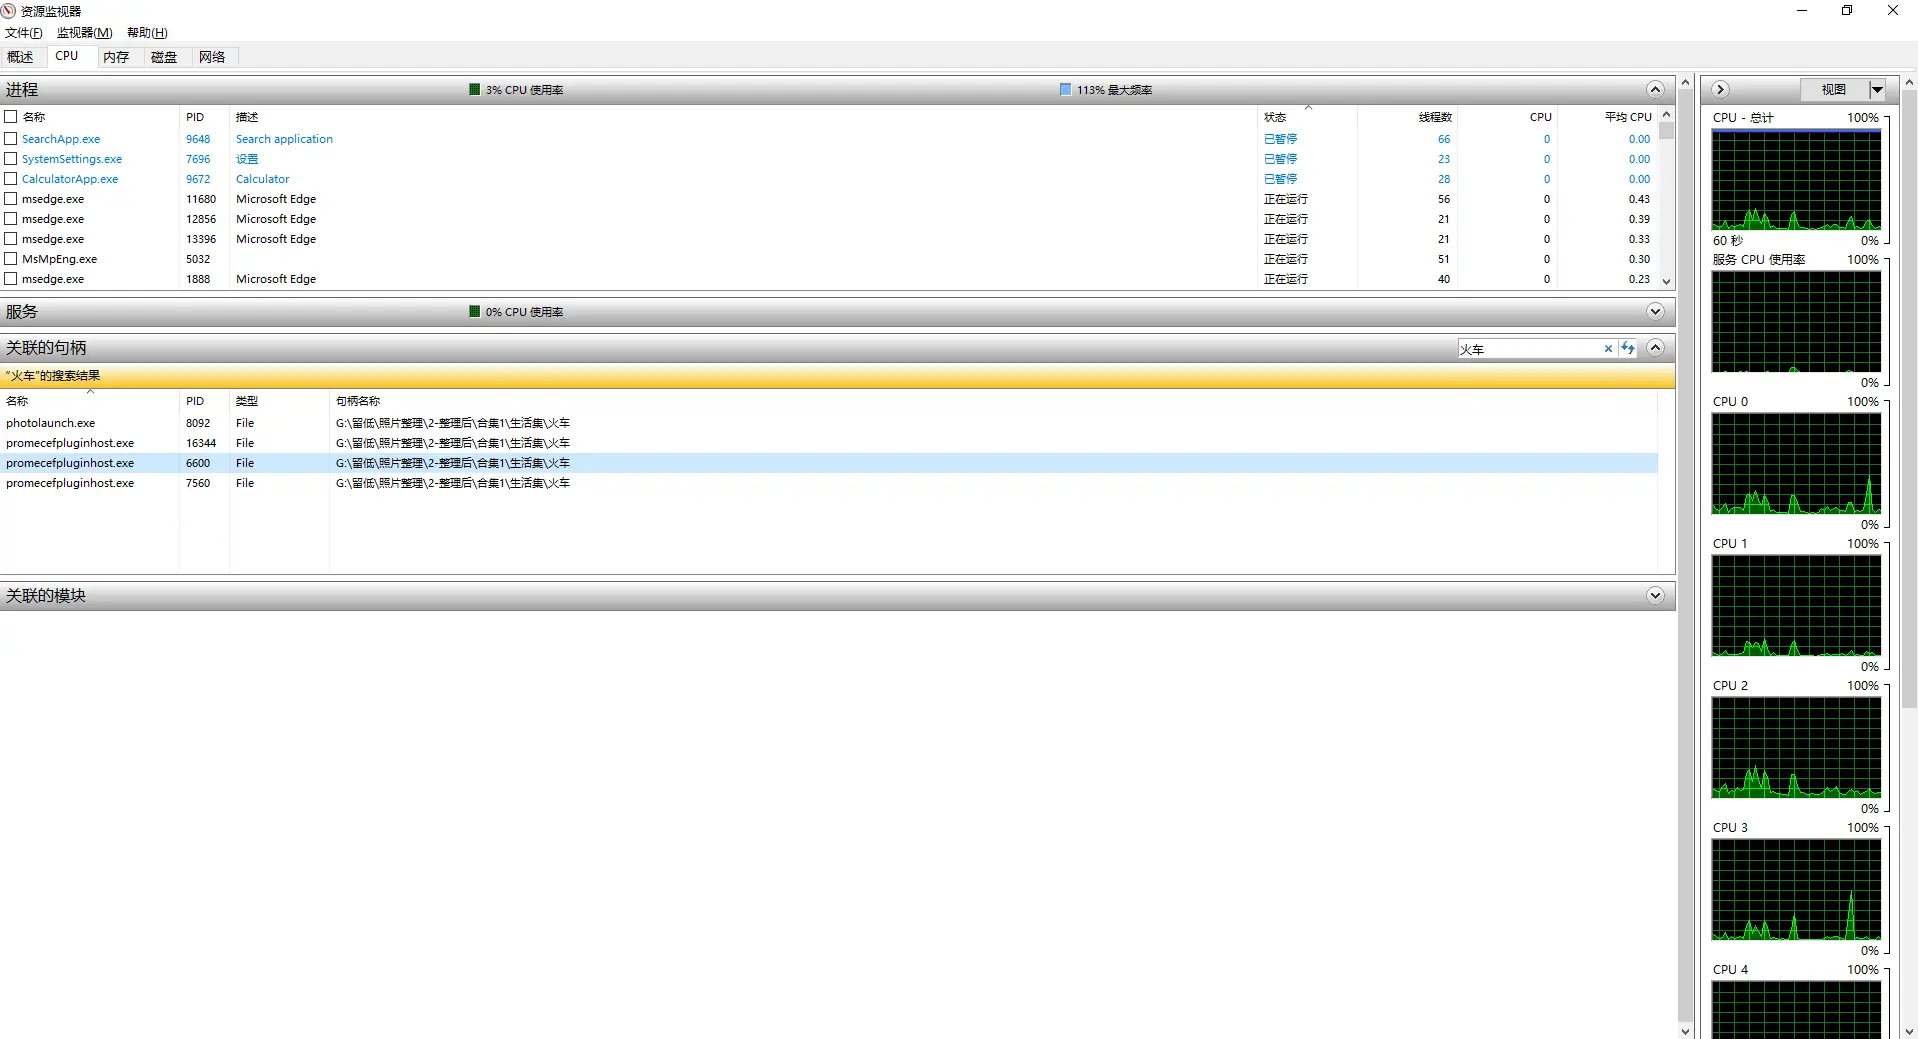 资源监视器
文件(F) 监视器(M) 帮助(H)
概述 CPU 内存 磁盘 网络
进程 3% CPU 使用率 113% 最大频率
名称 PID 描述 状态 线程数 CPU 平均 CPU
SearchApp.exe 9648 Search application 已暂停 66 0 0.00
SystemSettings.exe 7696 设置 已暂停 23 0 0.00
CalculatorApp.exe 9672 Calculator 已暂停 28 0 0.00
msedge.exe 11680 Microsoft Edge 正在运行 56 0 0.43
msedge.exe 12856 Microsoft Edge 正在运行 21 0 0.39
msedge.exe 13396 Microsoft Edge 正在运行 21 0 0.33
MsMpEng.exe 5032 正在运行 51 0 0.30
msedge.exe 1888 Microsoft Edge 正在运行 40 0 0.23
服务 0% CPU 使用率
关联的句柄 火车
“火车”的搜索结果
名称 PID 类型 句柄名称
photolaunch.exe 8092 File G:\留低\照片整理\2-整理后\合集1\生活集\火车
promecefpluginhost.exe 16344 File G:\留低\照片整理\2-整理后\合集1\生活集\火车
promecefpluginhost.exe 6600 File G:\留低\照片整理\2-整理后\合集1\生活集\火车
promecefpluginhost.exe 7560 File G:\留低\照片整理\2-整理后\合集1\生活集\火车
关联的模块
视图
CPU - 总计 100%
60 秒 0%
服务 CPU 使用率 100%
0%
CPU 0 100%
0%
CPU 1 100%
0%
CPU 2 100%
0%
CPU 3 100%
0%
CPU 4 100%